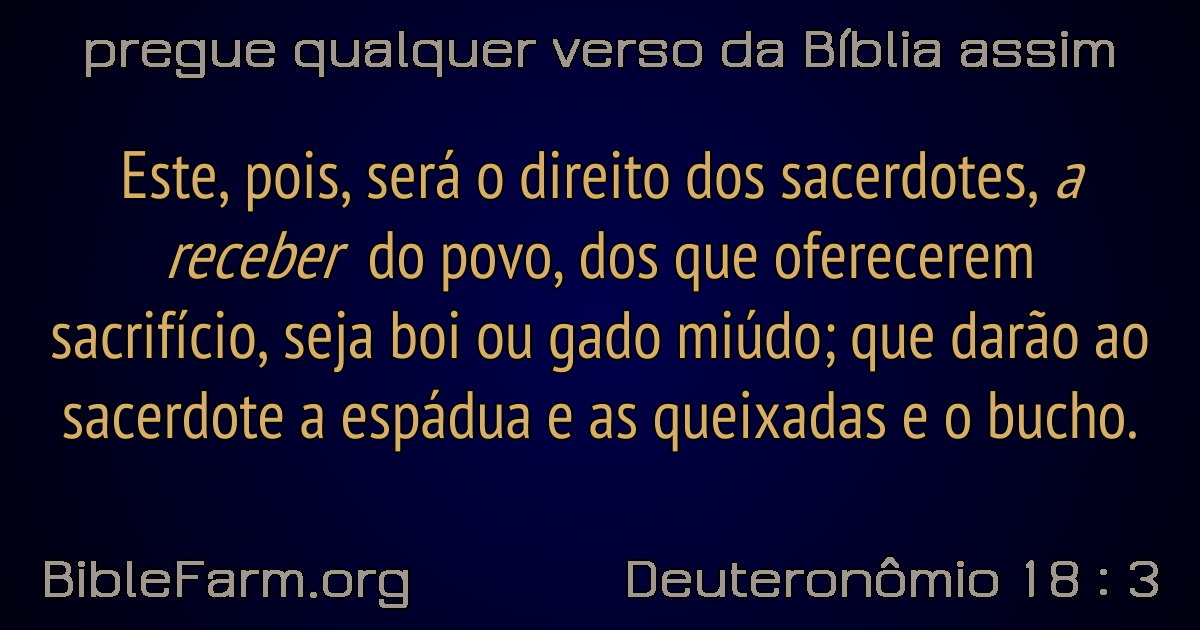 pregue qualquer verso da Bíblia assim
Este, pois, será o direito dos sacerdotes, a
receber do povo, dos que oferecerem
sacrifício, seja boi ou gado miúdo; que darão ao
sacerdote a espádua e as queixadas e o bucho.
BibleFarm.org
Deuteronômio 18 : 3